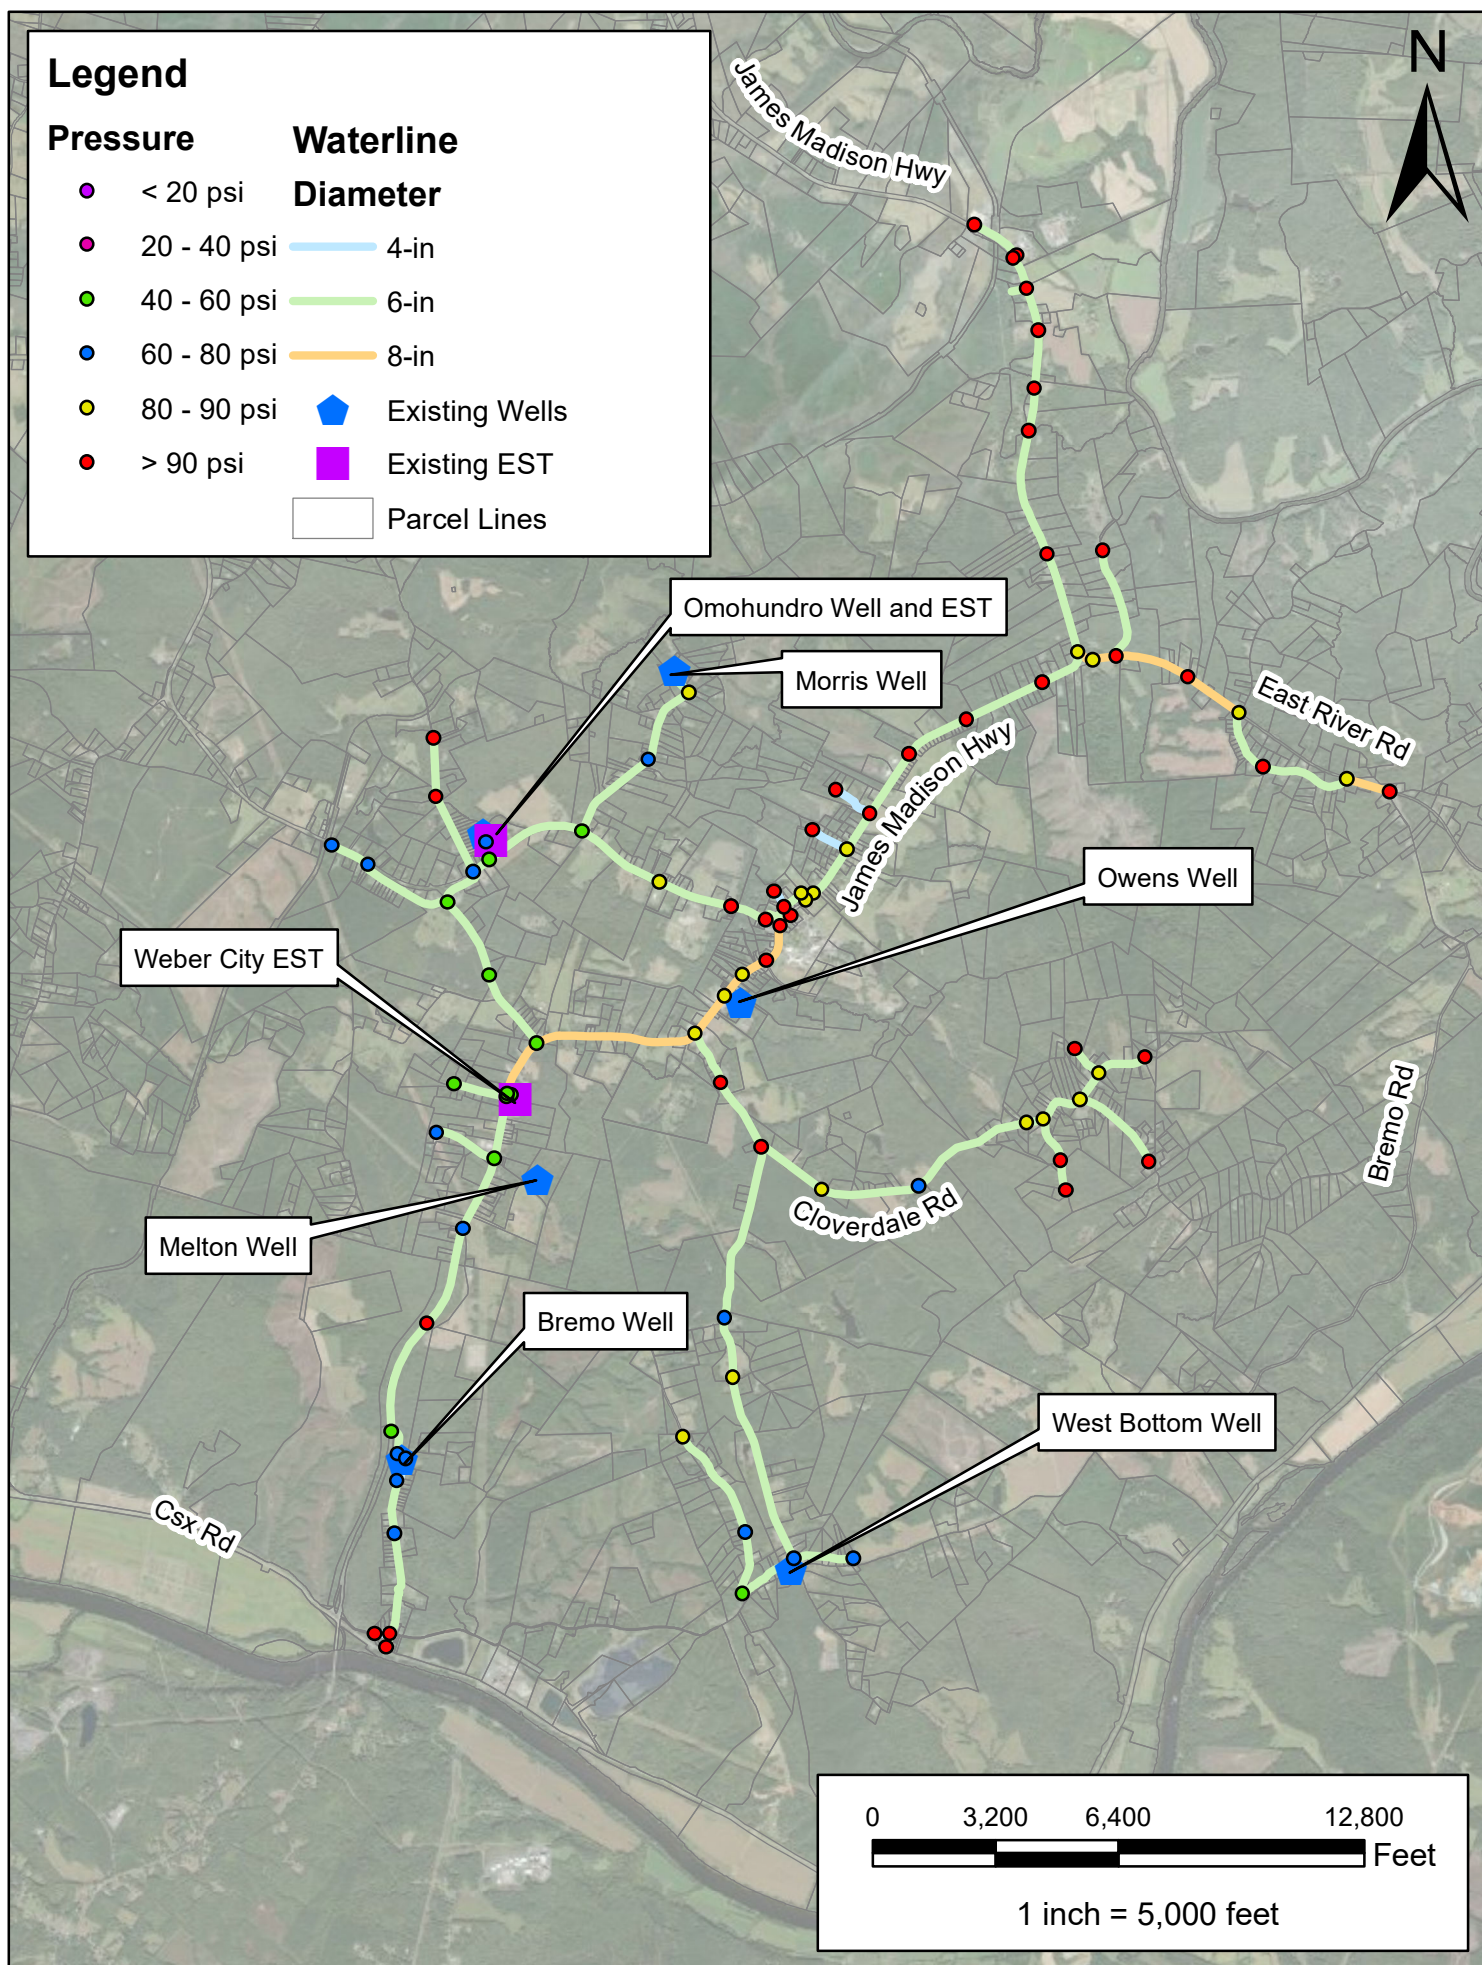 Legend
Pressure
< 20 psi
20 - 40 psi
40 - 60 psi
60 - 80 psi
80 - 90 psi
> 90 psi
Waterline
Diameter
4-in
6-in
8-in
Existing Wells
Existing EST
Parcel Lines
N
James Madison Hwy
Omohundro Well and EST
Morris Well
East River Rd
James Madison Hwy
Owens Well
Weber City EST
Bremo Rd
Cloverdale Rd
Melton Well
Bremo Well
West Bottom Well
Csx Rd
0 3,200 6,400 12,800
Feet
1 inch = 5,000 feet